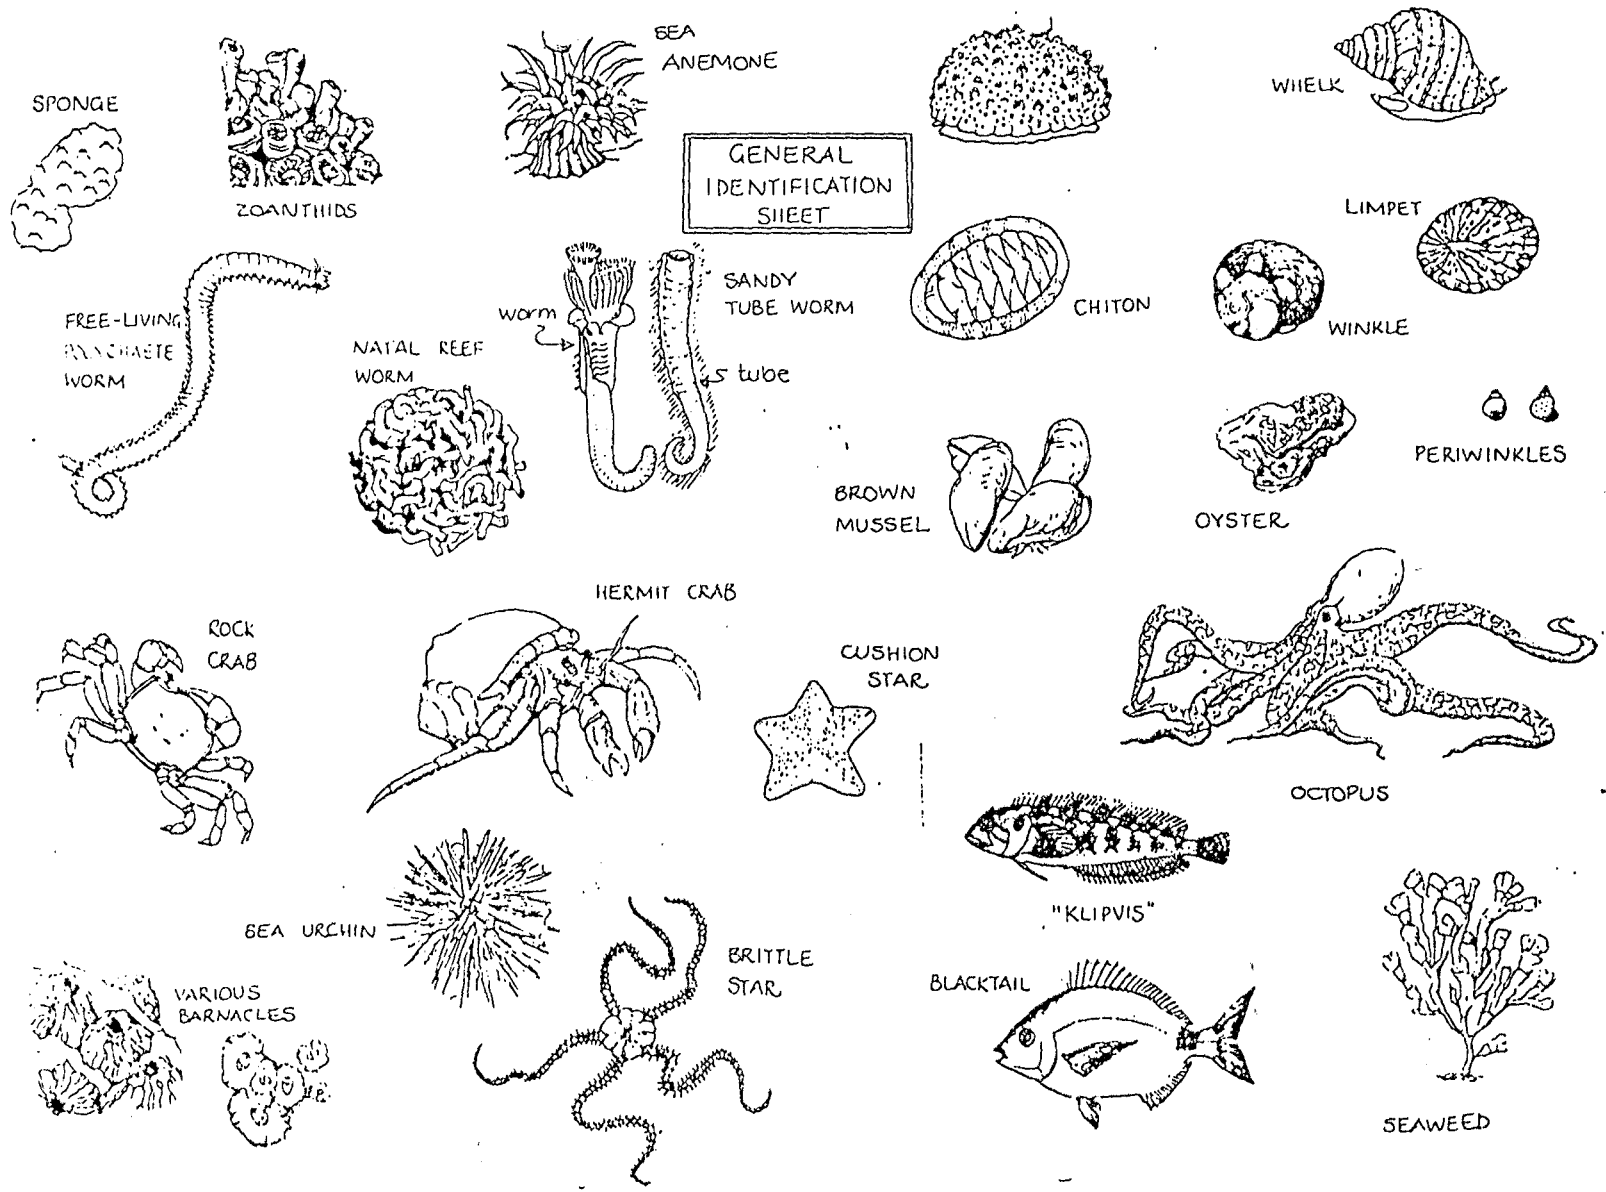 SPONGE
ZOANTHIDS
SEA
ANEMONE
GENERAL
IDENTIFICATION
SHEET
WHELK
LIMPET
WINKLE
CHITON
FREE-LIVING
POLYCHAETE
WORM
NATAL REEF
WORM
worm
SANDY
TUBE WORM
tube
BROWN
MUSSEL
OYSTER
PERIWINKLES
ROCK
CRAB
HERMIT CRAB
CUSHION
STAR
OCTOPUS
"KLIPVIS"
SEA URCHIN
BRITTLE
STAR
BLACKTAIL
VARIOUS
BARNACLES
SEAWEED